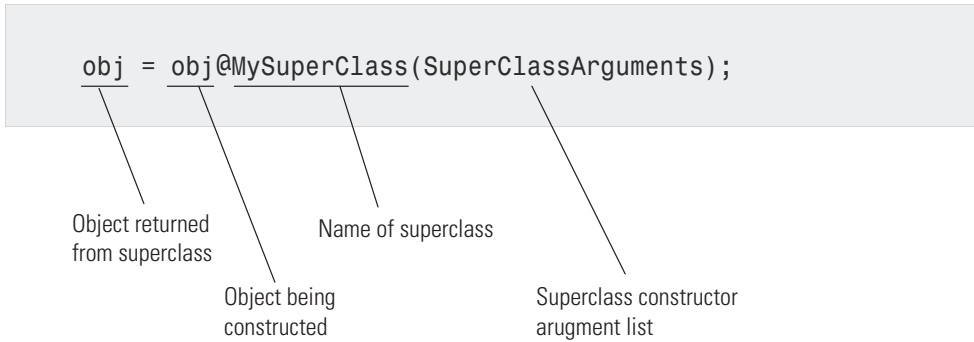 obj = obj@MySuperClass(SuperClassArguments);
Object returned
from superclass
Name of superclass
Object being
constructed
Superclass constructor
arugment list